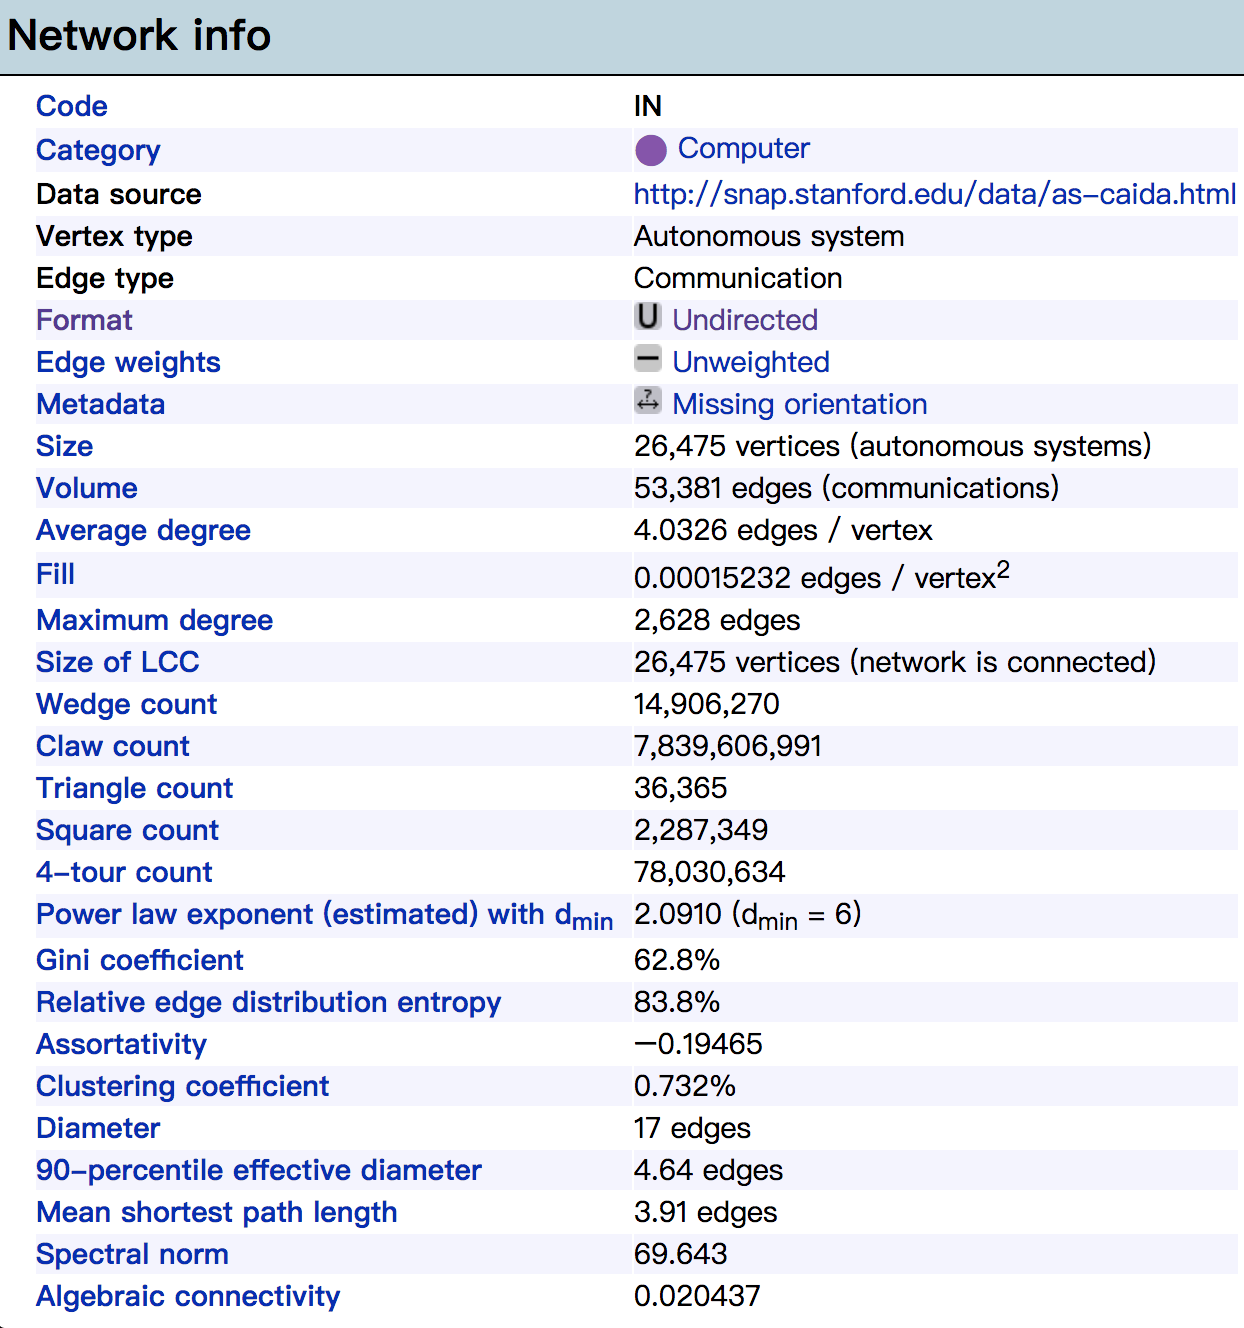 Network info
Code IN
Category Computer
Data source http://snap.stanford.edu/data/as-caida.html
Vertex type Autonomous system
Edge type Communication
Format U Undirected
Edge weights Unweighted
Metadata ? Missing orientation
Size 26,475 vertices (autonomous systems)
Volume 53,381 edges (communications)
Average degree 4.0326 edges / vertex
Fill 0.00015232 edges / vertex²
Maximum degree 2,628 edges
Size of LCC 26,475 vertices (network is connected)
Wedge count 14,906,270
Claw count 7,839,606,991
Triangle count 36,365
Square count 2,287,349
4-tour count 78,030,634
Power law exponent (estimated) with dmin 2.0910 (dmin = 6)
Gini coefficient 62.8%
Relative edge distribution entropy 83.8%
Assortativity −0.19465
Clustering coefficient 0.732%
Diameter 17 edges
90-percentile effective diameter 4.64 edges
Mean shortest path length 3.91 edges
Spectral norm 69.643
Algebraic connectivity 0.020437